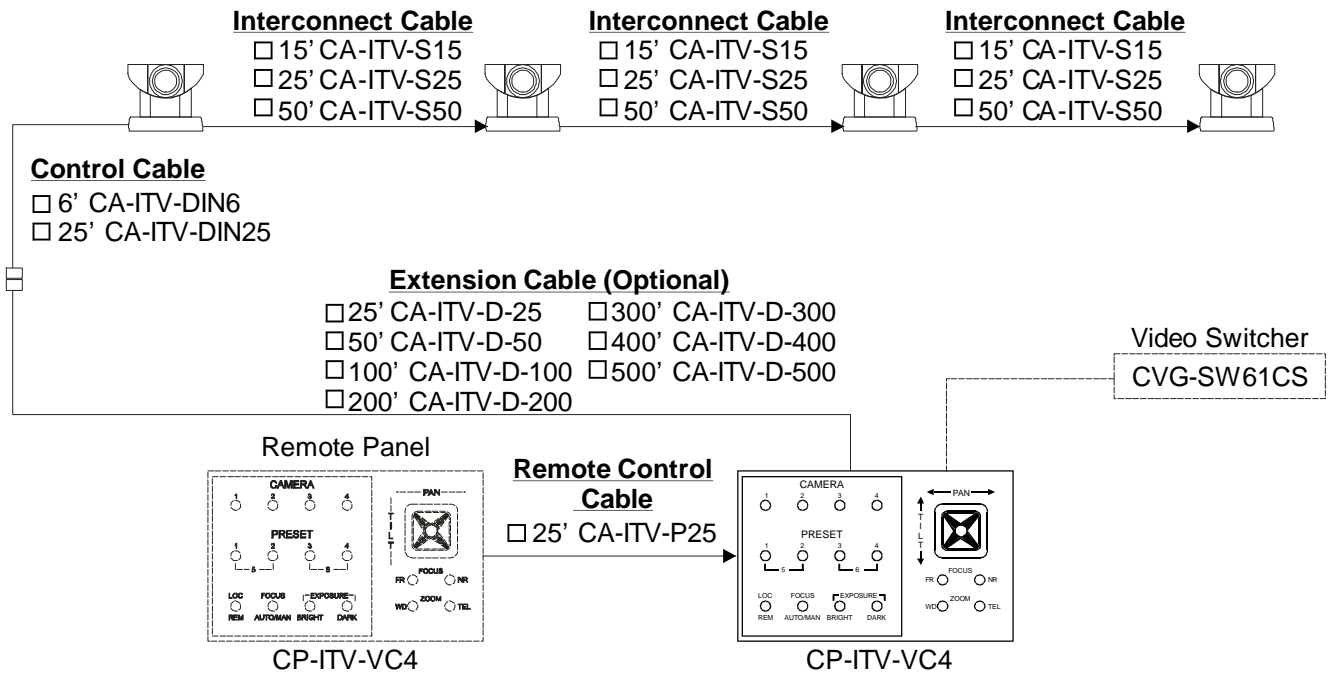 Interconnect Cable
☐ 15' CA-ITV-S15
☐ 25' CA-ITV-S25
☐ 50' CA-ITV-S50
Interconnect Cable
☐ 15' CA-ITV-S15
☐ 25' CA-ITV-S25
☐ 50' CA-ITV-S50
Interconnect Cable
☐ 15' CA-ITV-S15
☐ 25' CA-ITV-S25
☐ 50' CA-ITV-S50
Control Cable
☐ 6' CA-ITV-DIN6
☐ 25' CA-ITV-DIN25
Extension Cable (Optional)
☐ 25' CA-ITV-D-25 ☐ 300' CA-ITV-D-300
☐ 50' CA-ITV-D-50 ☐ 400' CA-ITV-D-400
☐ 100' CA-ITV-D-100 ☐ 500' CA-ITV-D-500
☐ 200' CA-ITV-D-200
Video Switcher
CVG-SW61CS
Remote Panel
CAMERA
1 2 3 4
PRESET
1 2 3 4
5 6
LOC FOCUS EXPOSURE
REM AUTO/MAN BRIGHT DARK
PAN
TILT
FOCUS
FR NR
ZOOM
WD TEL
CP-ITV-VC4
Remote Control
Cable
☐ 25' CA-ITV-P25
CAMERA
1 2 3 4
PRESET
1 2 3 4
5 6
LOC FOCUS EXPOSURE
REM AUTO/MAN BRIGHT DARK
PAN
TILT
FOCUS
FR NR
ZOOM
WD TEL
CP-ITV-VC4